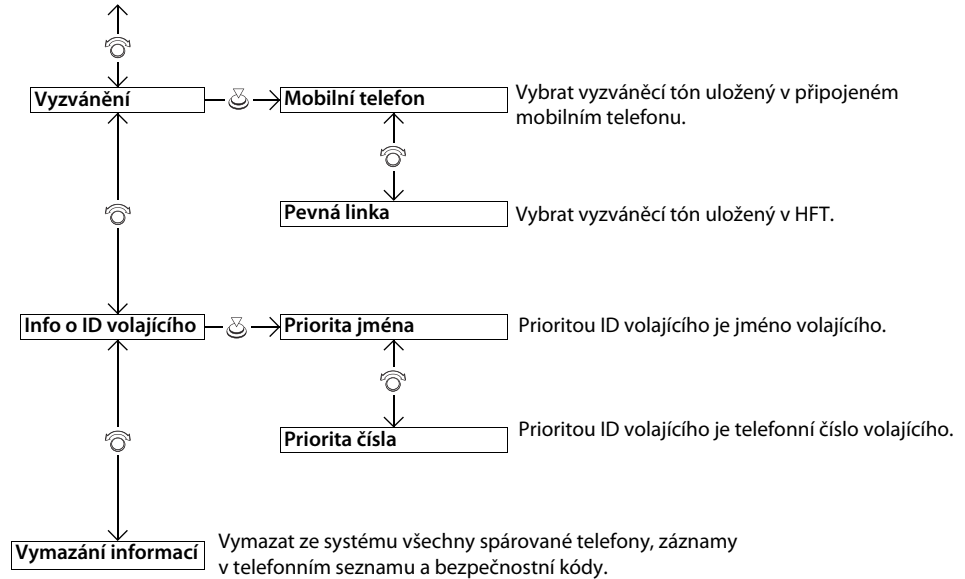 Vyzvánění
Mobilní telefon
Vybrat vyzváněcí tón uložený v připojeném
mobilním telefonu.
Pevná linka
Vybrat vyzváněcí tón uložený v HFT.
Info o ID volajícího
Priorita jména
Prioritou ID volajícího je jméno volajícího.
Priorita čísla
Prioritou ID volajícího je telefonní číslo volajícího.
Vymazání informací
Vymazat ze systému všechny spárované telefony, záznamy
v telefonním seznamu a bezpečnostní kódy.